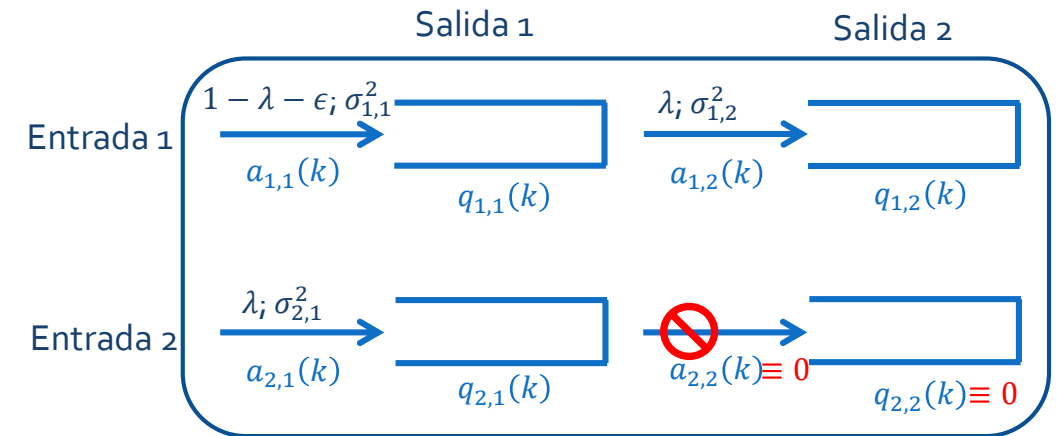 Salida 1 Salida 2
Entrada 1 1 − λ − ϵ; σ²₁,₁ λ; σ²₁,₂
a₁,₁(k) q₁,₁(k) a₁,₂(k) q₁,₂(k)
Entrada 2 λ; σ²₂,₁
a₂,₁(k) q₂,₁(k) a₂,₂(k) ≡ 0 q₂,₂(k) ≡ 0